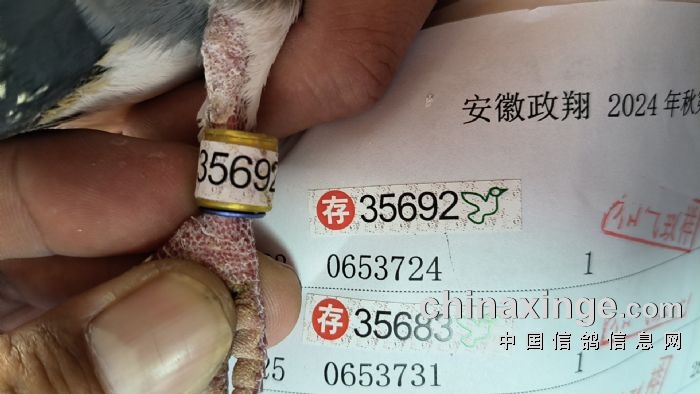 安徽政翔 2024年秋
35692
存 35692
0653724 1
存 35683
chinaxinge.com
中国信鸽信息网
25 0653731 1